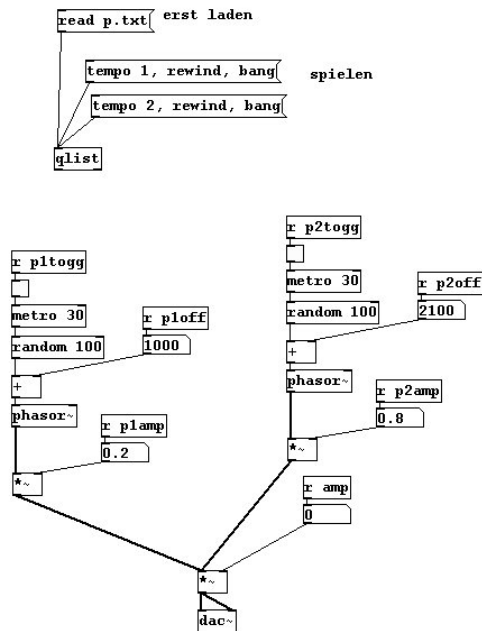 read p.txt erst laden
tempo 1, rewind, bang spielen
tempo 2, rewind, bang
qlist
r p2togg
r p1togg
metro 30 r p2off
metro 30 r p1off random 100 2100
random 100 1000 +
+ phasor~
phasor~ r p1amp r p2amp
0.2 0.8
*~ *~
r amp
0
*~
dac~